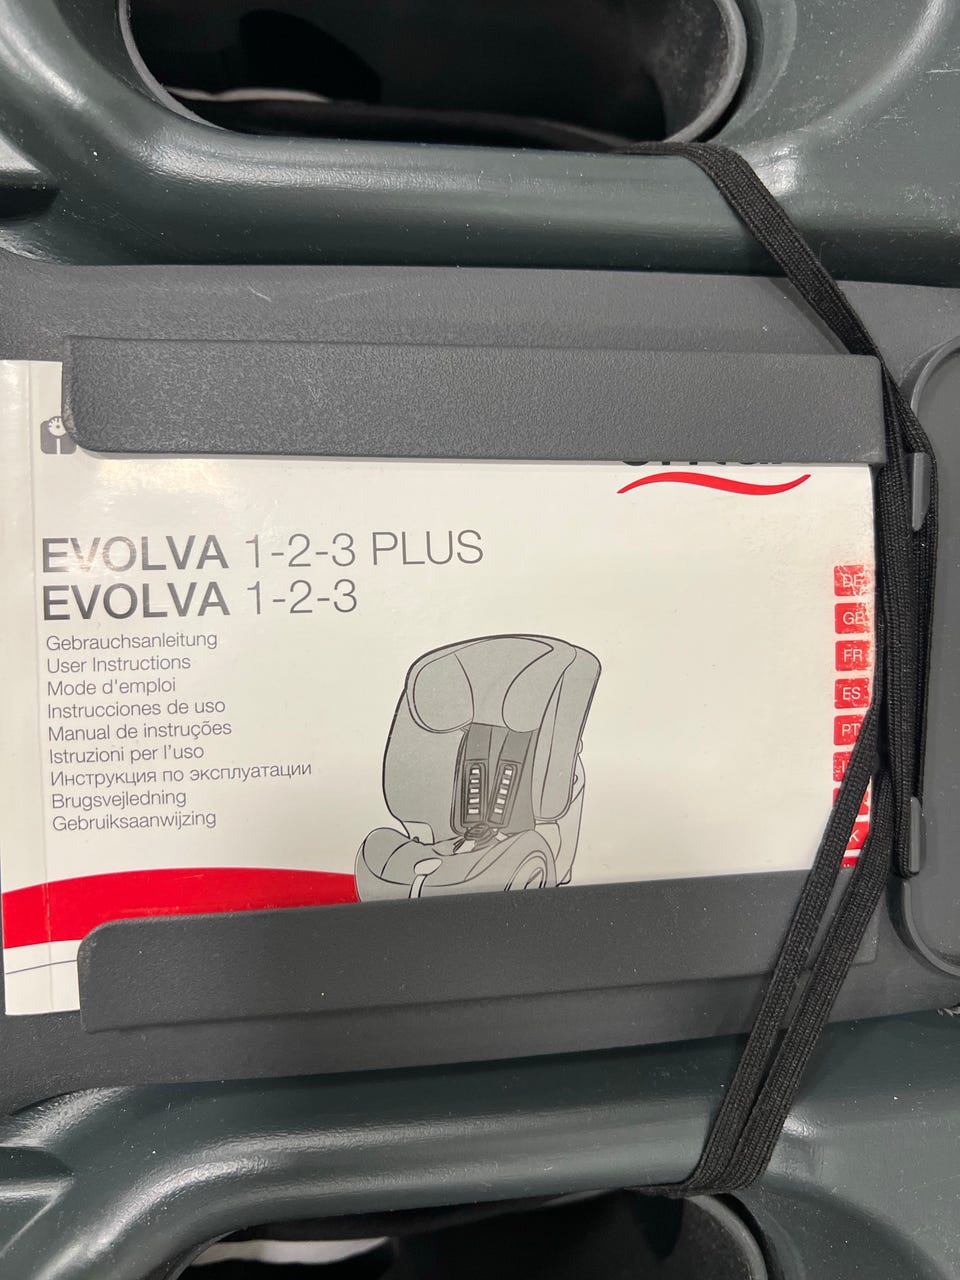 EVOLVA 1-2-3 PLUS
EVOLVA 1-2-3
Gebrauchsanleitung
User Instructions
Mode d'emploi
Instrucciones de uso
Manual de instruções
Istruzioni per l'uso
Инструкция по эксплуатации
Brugsvejledning
Gebruiksaanwijzing
DE
GB
FR
ES
PT